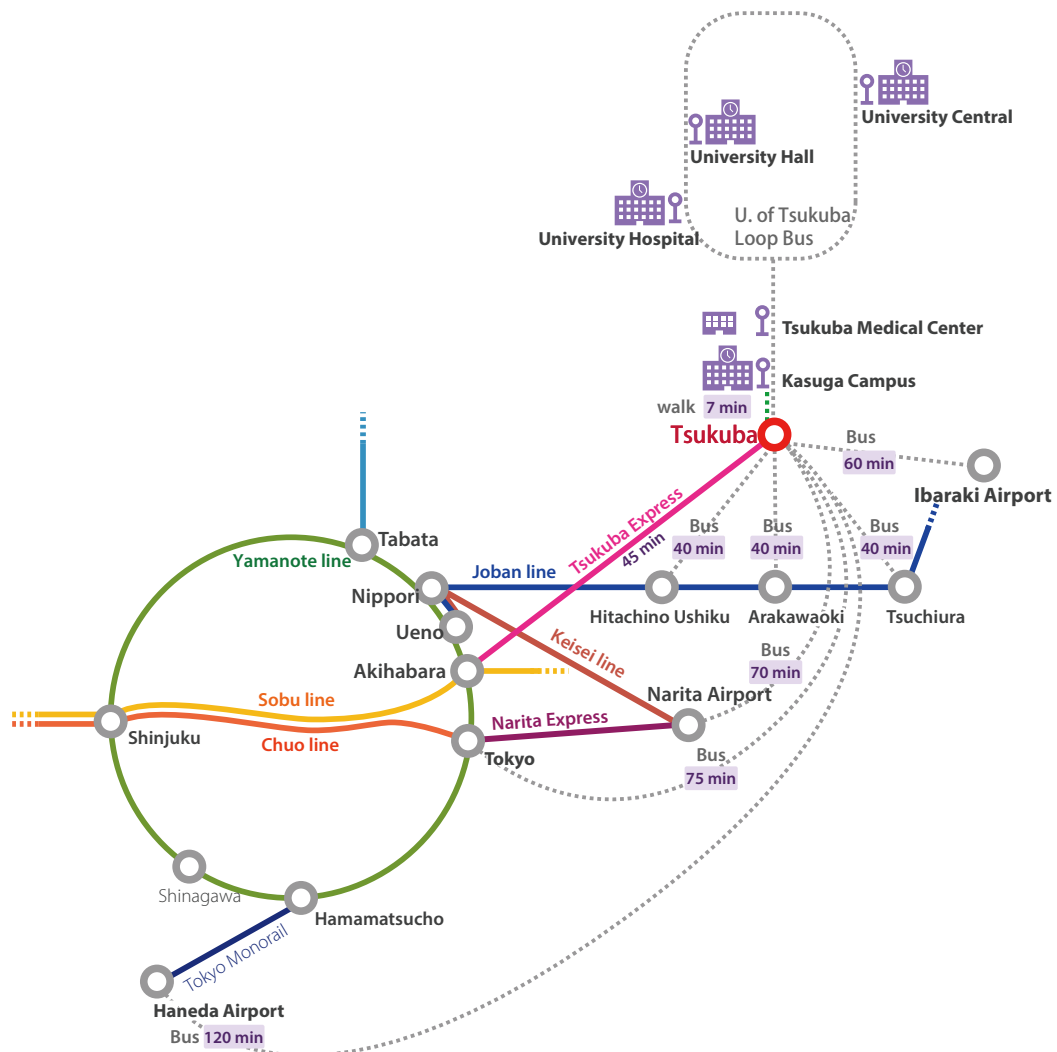 University Central
University Hall
University Hospital
U. of Tsukuba
Loop Bus
Tsukuba Medical Center
Kasuga Campus
walk 7 min
Tsukuba
Bus
60 min
Ibaraki Airport
Tsukuba Express
45 min
Bus
40 min
Bus
40 min
Bus
40 min
Tabata
Yamanote line
Nippori
Joban line
Hitachino Ushiku
Arakawaoki
Tsuchiura
Ueno
Keisei line
Akihabara
Bus
70 min
Narita Airport
Sobu line
Narita Express
Shinjuku
Chuo line
Tokyo
Bus
75 min
Shinagawa
Hamamatsucho
Tokyo Monorail
Haneda Airport
Bus 120 min